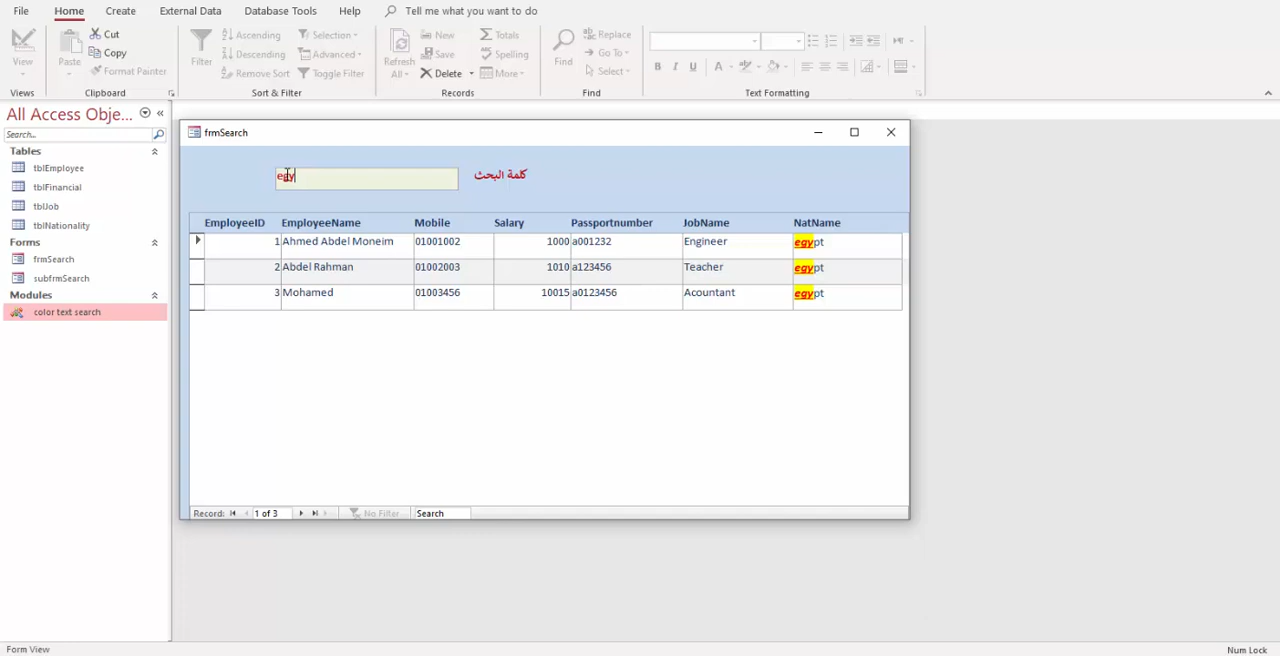 File Home Create External Data Database Tools Help Tell me what you want to do
View
Views
Paste
Cut
Copy
Format Painter
Clipboard
Filter
Ascending
Descending
Remove Sort
Selection
Advanced
Toggle Filter
Sort & Filter
Refresh All
New
Save
Delete
Totals
Spelling
More
Records
Find
Replace
Go To
Select
Find
B I U A
Text Formatting
All Access Obje... «
Search...
Tables
tblEmployee
tblFinancial
tblJob
tblNationality
Forms
frmSearch
subfrmSearch
Modules
color text search
frmSearch
egy كلمة البحث
EmployeeID EmployeeName Mobile Salary Passportnumber JobName NatName
1 Ahmed Abdel Moneim 01001002 1000 a001232 Engineer egypt
2 Abdel Rahman 01002003 1010 a123456 Teacher egypt
3 Mohamed 01003456 10015 a0123456 Acountant egypt
Record: 1 of 3 No Filter Search
Form View Num Lock